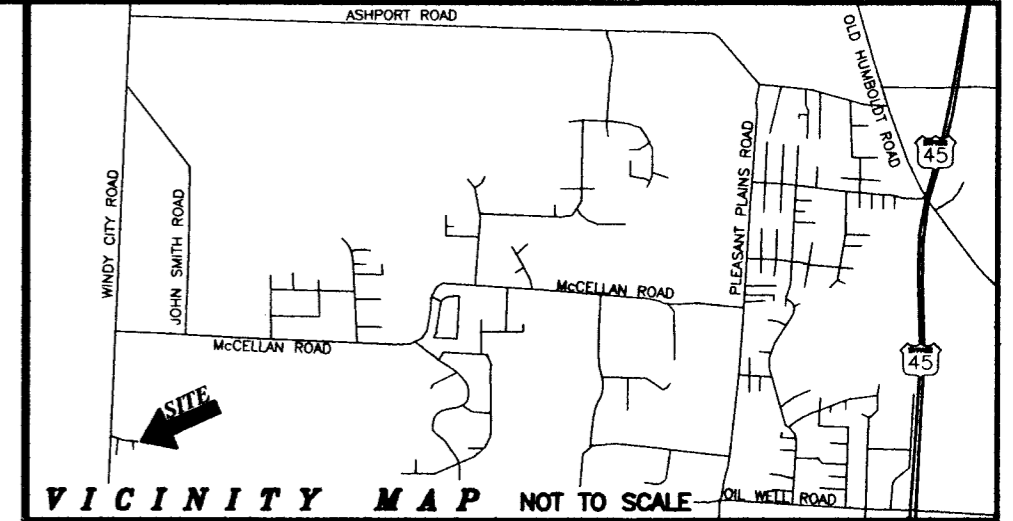 ASHPORT ROAD
OLD HUMBOLDT ROAD
45
WINDY CITY ROAD
JOHN SMITH ROAD
PLEASANT PLAINS ROAD
McCELLAN ROAD
McCELLAN ROAD
45
SITE
VICINITY MAP NOT TO SCALE
OIL WELL ROAD